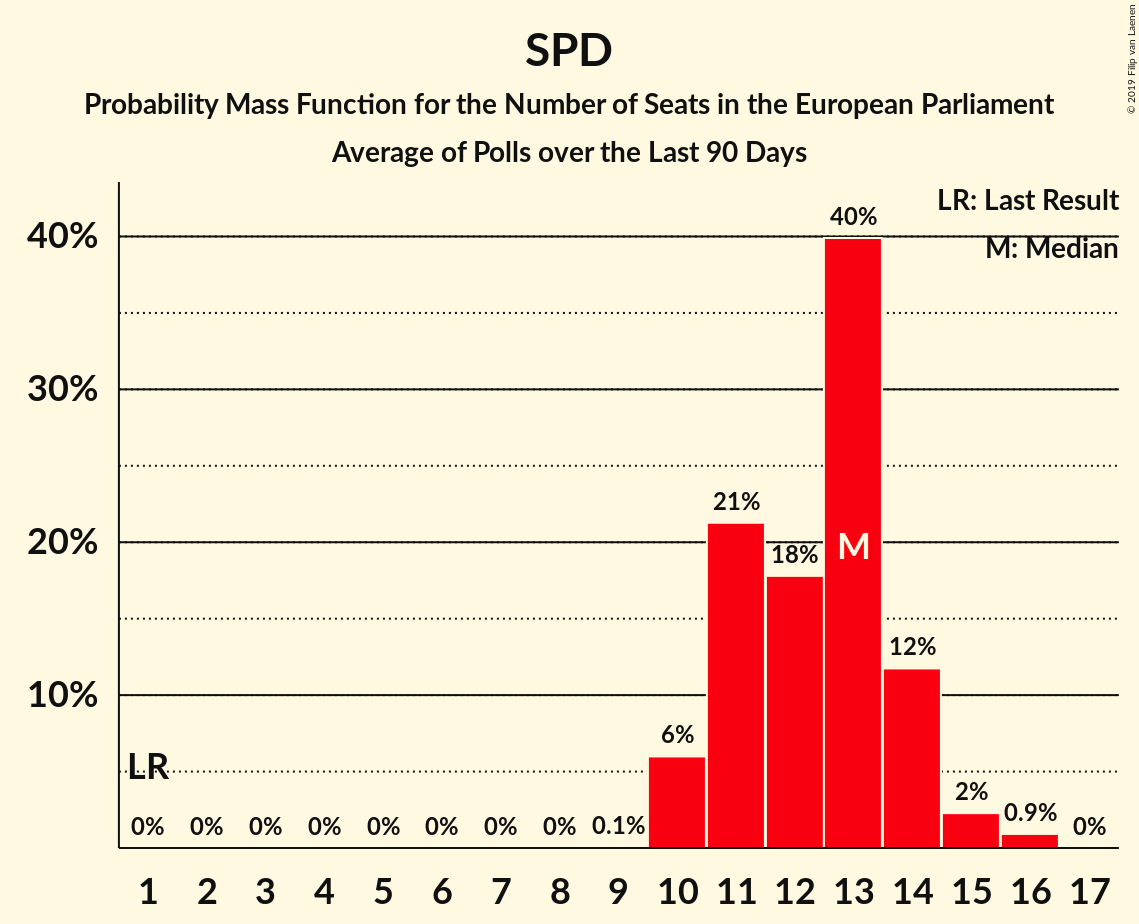 SPD
Probability Mass Function for the Number of Seats in the European Parliament
Average of Polls over the Last 90 Days
© 2019 Filip van Laenen
LR: Last Result
M: Median
40%
30%
20%
10%
40%
21%
18%
M
12%
6%
LR
2%
0.9%
0% 0% 0% 0% 0% 0% 0% 0% 0.1% 0%
1 2 3 4 5 6 7 8 9 10 11 12 13 14 15 16 17